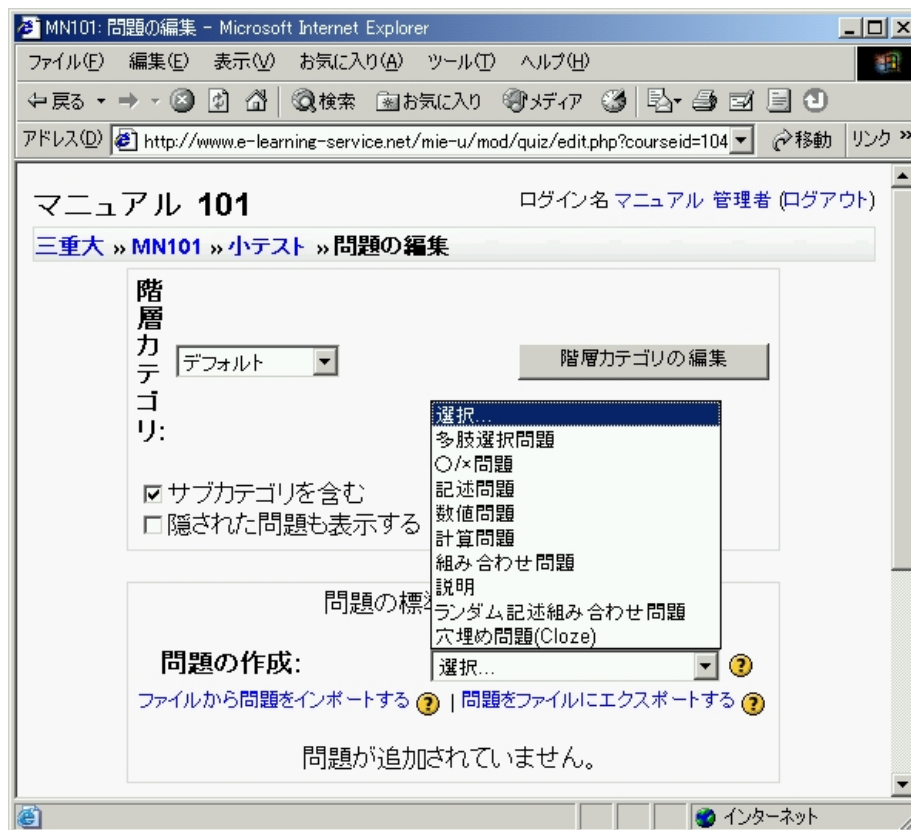 MN101: 問題の編集 - Microsoft Internet Explorer
ファイル(F) 編集(E) 表示(V) お気に入り(A) ツール(T) ヘルプ(H)
戻る 検索 お気に入り メディア
アドレス(D) http://www.e-learning-service.net/mie-u/mod/quiz/edit.php?courseid=104 移動 リンク »
マニュアル 101 ログイン名 マニュアル 管理者 (ログアウト)
三重大 » MN101 » 小テスト » 問題の編集
階層カテゴリ:
デフォルト 階層カテゴリの編集
サブカテゴリを含む
隠された問題も表示する
選択...
多肢選択問題
〇/×問題
記述問題
数値問題
計算問題
組み合わせ問題
説明
ランダム記述組み合わせ問題
穴埋め問題(Cloze)
問題の標
問題の作成: 選択... ?
ファイルから問題をインポートする ? | 問題をファイルにエクスポートする ?
問題が追加されていません。
インターネット